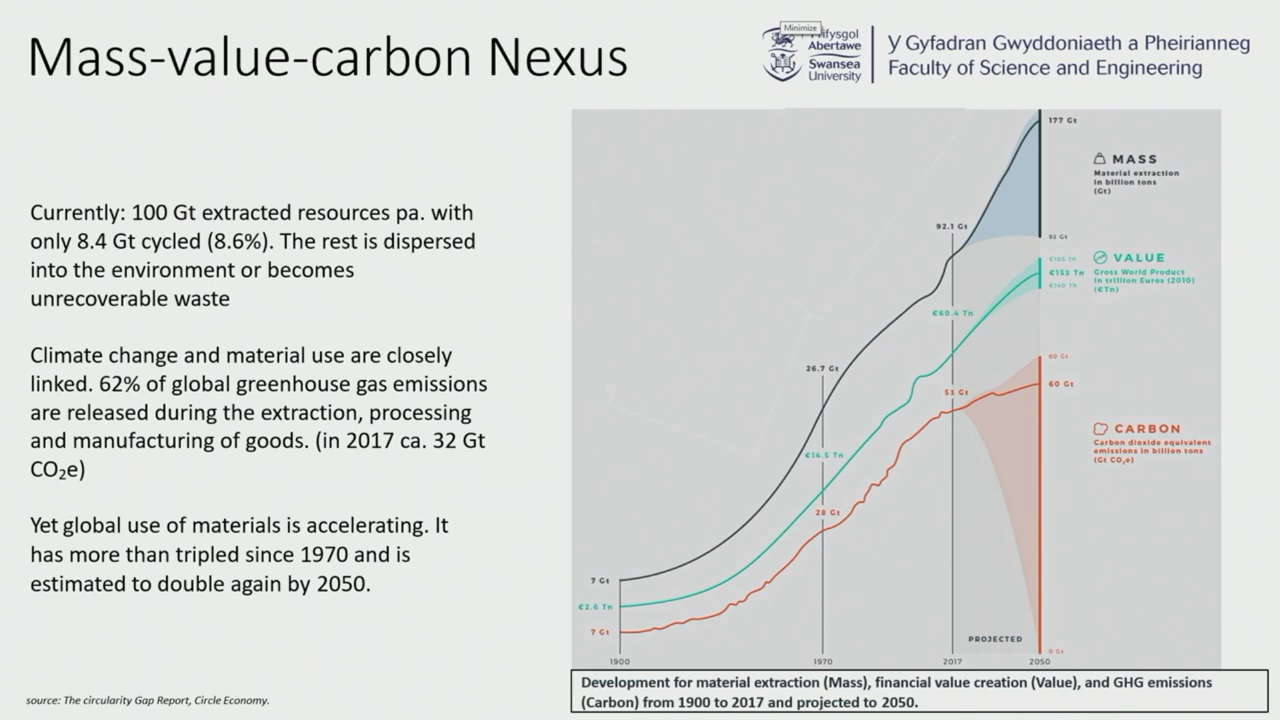 Mass-value-carbon Nexus
Minimize
Abertawe
Swansea
University
Y Gyfadran Gwyddoniaeth a Pheirianneg
Faculty of Science and Engineering
Currently: 100 Gt extracted resources pa. with
only 8.4 Gt cycled (8.6%). The rest is dispersed
into the environment or becomes
unrecoverable waste
Climate change and material use are closely
linked. 62% of global greenhouse gas emissions
are released during the extraction, processing
and manufacturing of goods. (in 2017 ca. 32 Gt
CO₂e)
Yet global use of materials is accelerating. It
has more than tripled since 1970 and is
estimated to double again by 2050.
source: The circularity Gap Report, Circle Economy.
177 Gt
MASS
Material extraction
in billion tons
(Gt)
92.1 Gt
93 Gt
VALUE
€153 Tn
Gross World Product
in trillion Euros (2010)
(€Tn)
€140 Tn
€60.4 Tn
80 Gt
26.7 Gt
60 Gt
53 Gt
CARBON
Carbon dioxide equivalent
emissions in billion tons
(Gt CO₂e)
€14.5 Tn
28 Gt
7 Gt
€2.6 Tn
7 Gt
PROJECTED
0 Gt
1900
1970
2017
2050
Development for material extraction (Mass), financial value creation (Value), and GHG emissions
(Carbon) from 1900 to 2017 and projected to 2050.